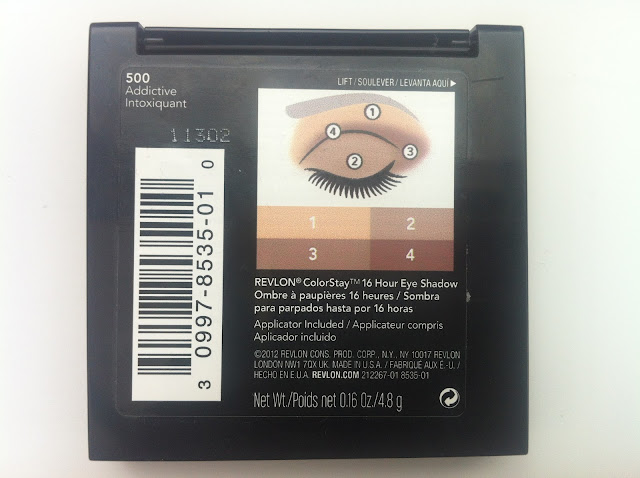 500
Addictive
Intoxiquant
LIFT / SOULEVER / LEVANTA AQUÍ ▶
11302
3 0997-8535-01 0
1
4
3
2
1 2
3 4
REVLON® ColorStay™ 16 Hour Eye Shadow
Ombre à paupières 16 heures / Sombra
para parpados hasta por 16 horas
Applicator Included / Applicateur compris
Aplicador incluido
©2012 REVLON CONS. PROD. CORP., N.Y., NY 10017 REVLON
LONDON NW1 7QX UK. MADE IN U.S.A. / FABRIQUÉ AUX É.-U. /
HECHO EN E.U.A. REVLON.COM 212267-01 8535-01
Net Wt./Poids net 0.16 Oz./4.8 g